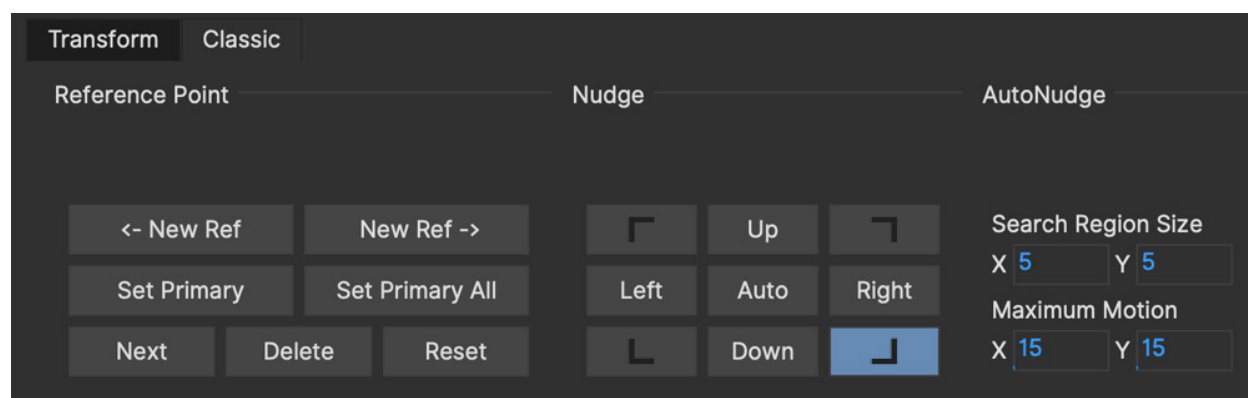 Transform Classic
Reference Point Nudge AutoNudge
<- New Ref New Ref -> Up Search Region Size
X 5 Y 5
Set Primary Set Primary All Left Auto Right
Maximum Motion
Next Delete Reset Down X 15 Y 15